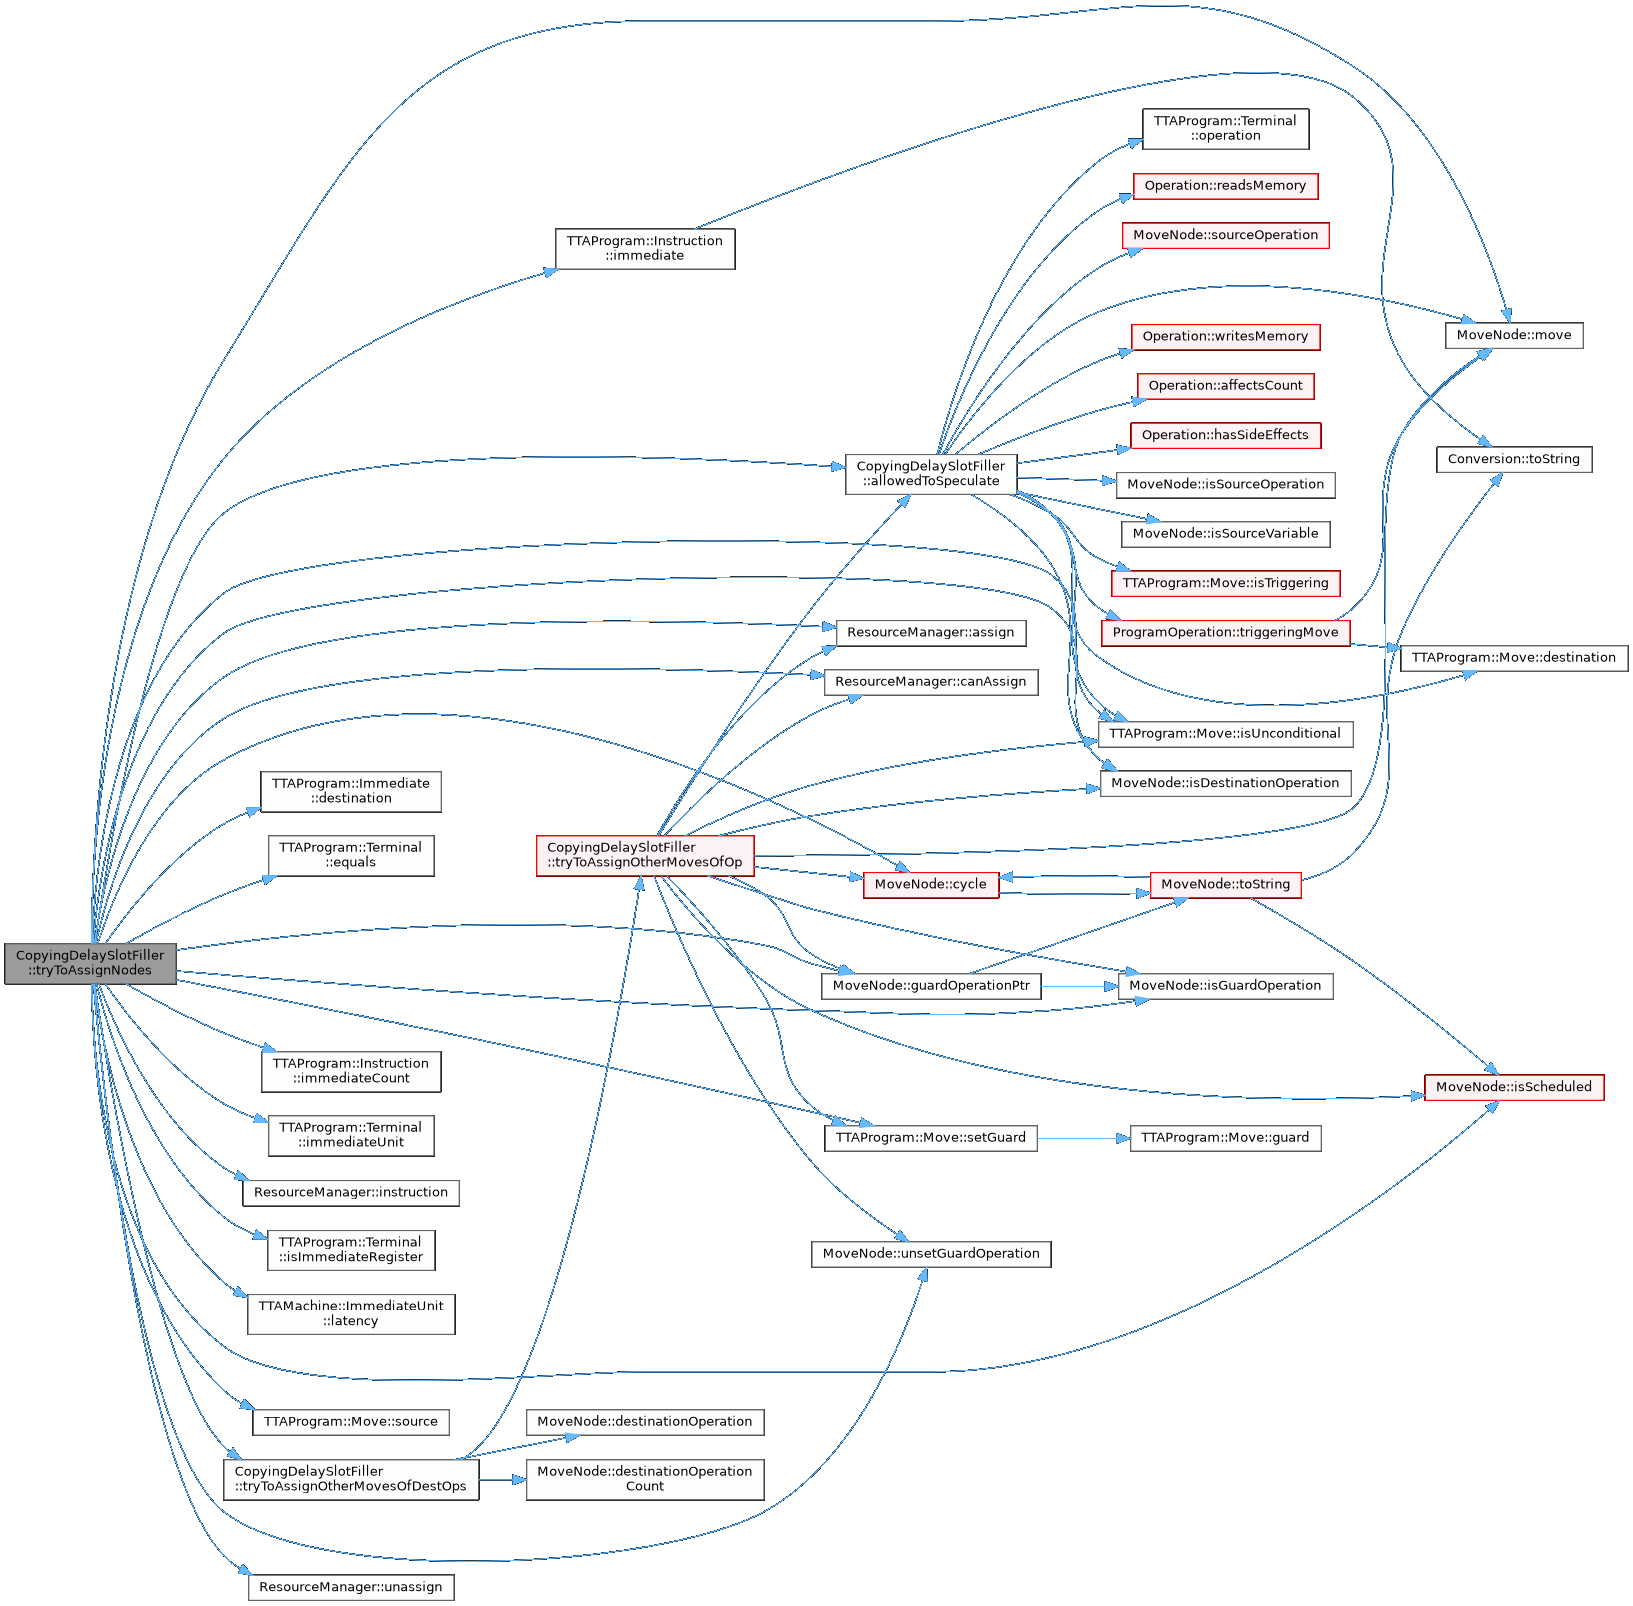 TTAProgram::Terminal
::operation
Operation::readsMemory
MoveNode::sourceOperation
TTAProgram::Instruction
::immediate
MoveNode::move
Operation::writesMemory
Operation::affectsCount
Operation::hasSideEffects
Conversion::toString
CopyingDelaySlotFiller
::allowedToSpeculate
MoveNode::isSourceOperation
MoveNode::isSourceVariable
TTAProgram::Move::isTriggering
ResourceManager::assign
ProgramOperation::triggeringMove
TTAProgram::Move::destination
ResourceManager::canAssign
TTAProgram::Move::isUnconditional
TTAProgram::Immediate
::destination
MoveNode::isDestinationOperation
TTAProgram::Terminal
::equals
CopyingDelaySlotFiller
::tryToAssignOtherMovesOfOp
MoveNode::cycle
MoveNode::toString
CopyingDelaySlotFiller
::tryToAssignNodes
MoveNode::guardOperationPtr
MoveNode::isGuardOperation
TTAProgram::Instruction
::immediateCount
MoveNode::isScheduled
TTAProgram::Terminal
::immediateUnit
TTAProgram::Move::setGuard
TTAProgram::Move::guard
ResourceManager::instruction
TTAProgram::Terminal
::isImmediateRegister
MoveNode::unsetGuardOperation
TTAMachine::ImmediateUnit
::latency
TTAProgram::Move::source
MoveNode::destinationOperation
CopyingDelaySlotFiller
::tryToAssignOtherMovesOfDestOps
MoveNode::destinationOperation
Count
ResourceManager::unassign